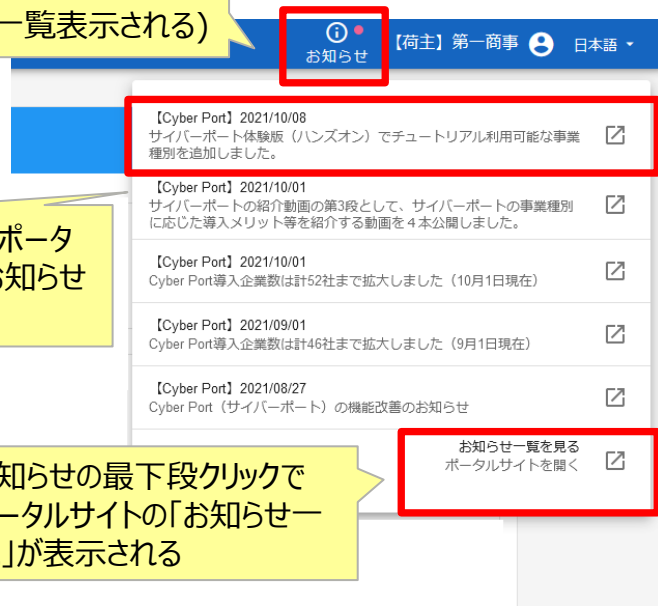 一覧表示される)
お知らせ
【荷主】第一商事
日本語
【Cyber Port】2021/10/08
サイバーポート体験版（ハンズオン）でチュートリアル利用可能な事業
種別を追加しました。
【Cyber Port】2021/10/01
サイバーポートの紹介動画の第3段として、サイバーポートの事業種別
に応じた導入メリット等を紹介する動画を４本公開しました。
ポータ
お知らせ
【Cyber Port】2021/10/01
Cyber Port導入企業数は計52社まで拡大しました（10月1日現在）
【Cyber Port】2021/09/01
Cyber Port導入企業数は計46社まで拡大しました（9月1日現在）
【Cyber Port】2021/08/27
Cyber Port（サイバーポート）の機能改善のお知らせ
お知らせ一覧を見る
ポータルサイトを開く
知らせの最下段クリックで
ータルサイトの「お知らせ一
」が表示される